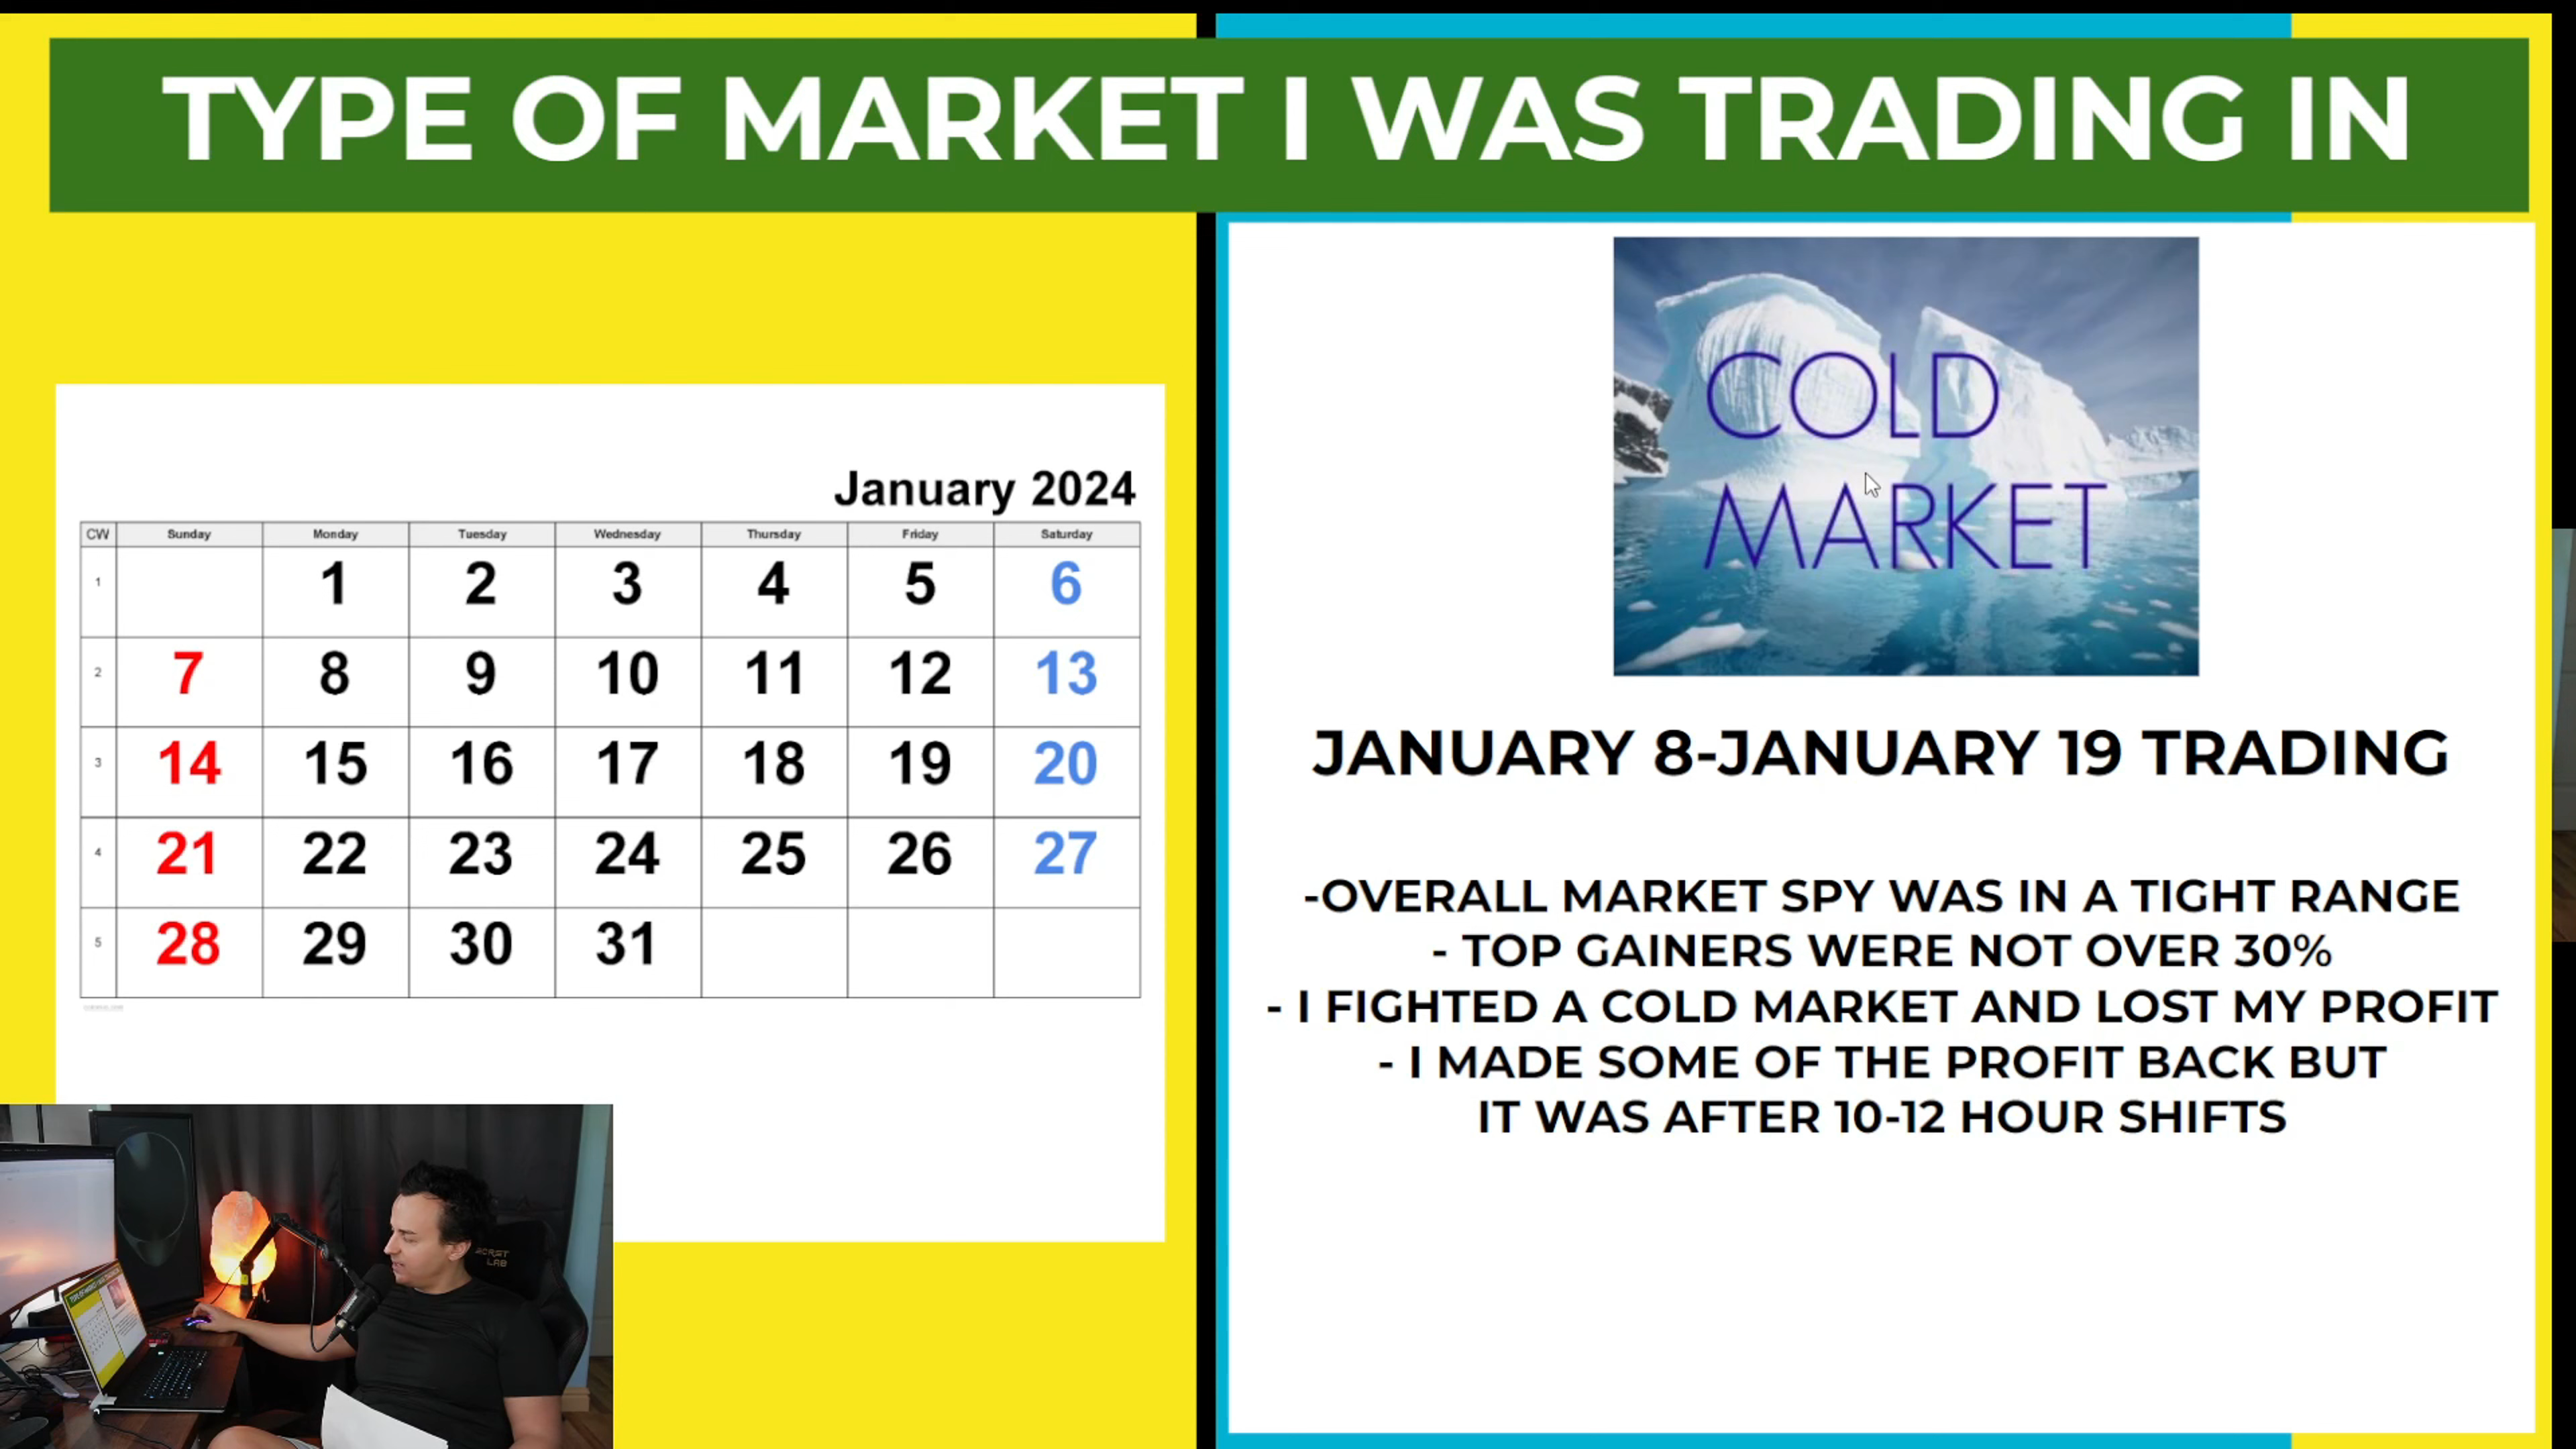 TYPE OF MARKET I WAS TRADING IN
January 2024
CW Sunday Monday Tuesday Wednesday Thursday Friday Saturday
1 1 2 3 4 5 6
2 7 8 9 10 11 12 13
3 14 15 16 17 18 19 20
4 21 22 23 24 25 26 27
5 28 29 30 31
COLD
MARKET
JANUARY 8-JANUARY 19 TRADING
-OVERALL MARKET SPY WAS IN A TIGHT RANGE
- TOP GAINERS WERE NOT OVER 30%
- I FIGHTED A COLD MARKET AND LOST MY PROFIT
- I MADE SOME OF THE PROFIT BACK BUT
IT WAS AFTER 10-12 HOUR SHIFTS
LAB